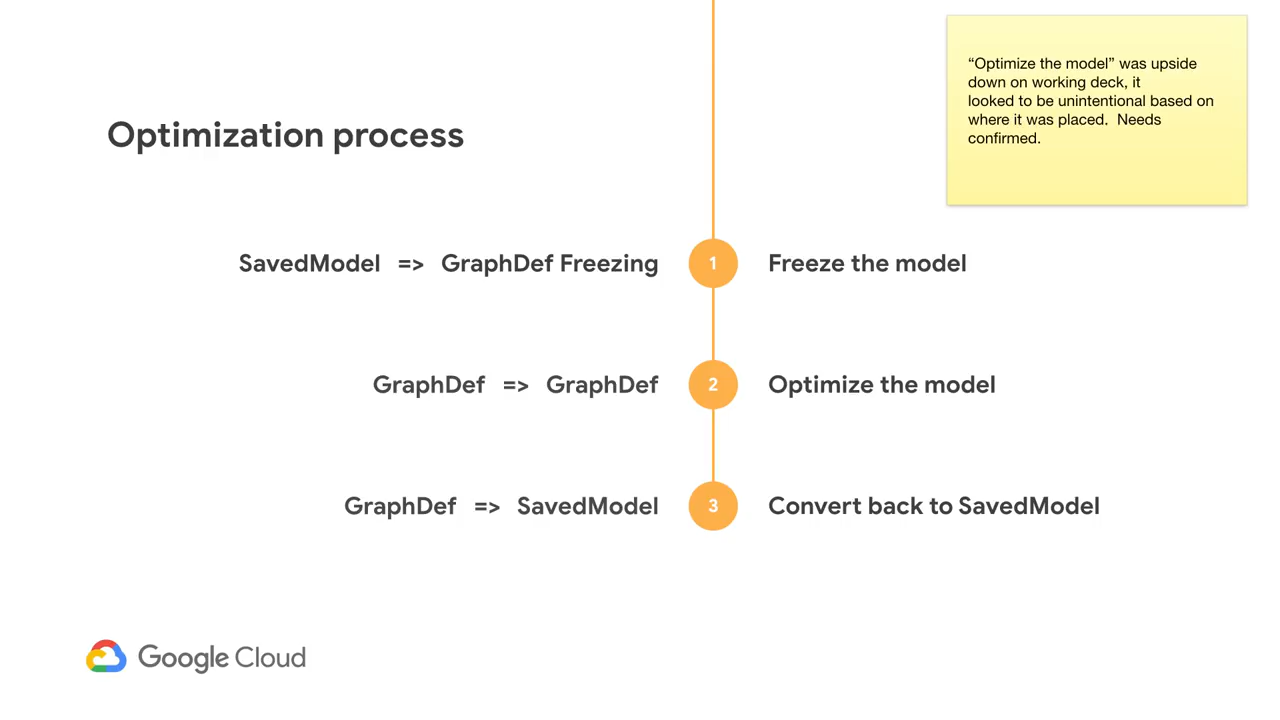 “Optimize the model” was upside
down on working deck, it
looked to be unintentional based on
where it was placed.  Needs
confirmed.
Optimization process
SavedModel => GraphDef Freezing 1 Freeze the model
GraphDef => GraphDef 2 Optimize the model
GraphDef => SavedModel 3 Convert back to SavedModel
Google Cloud